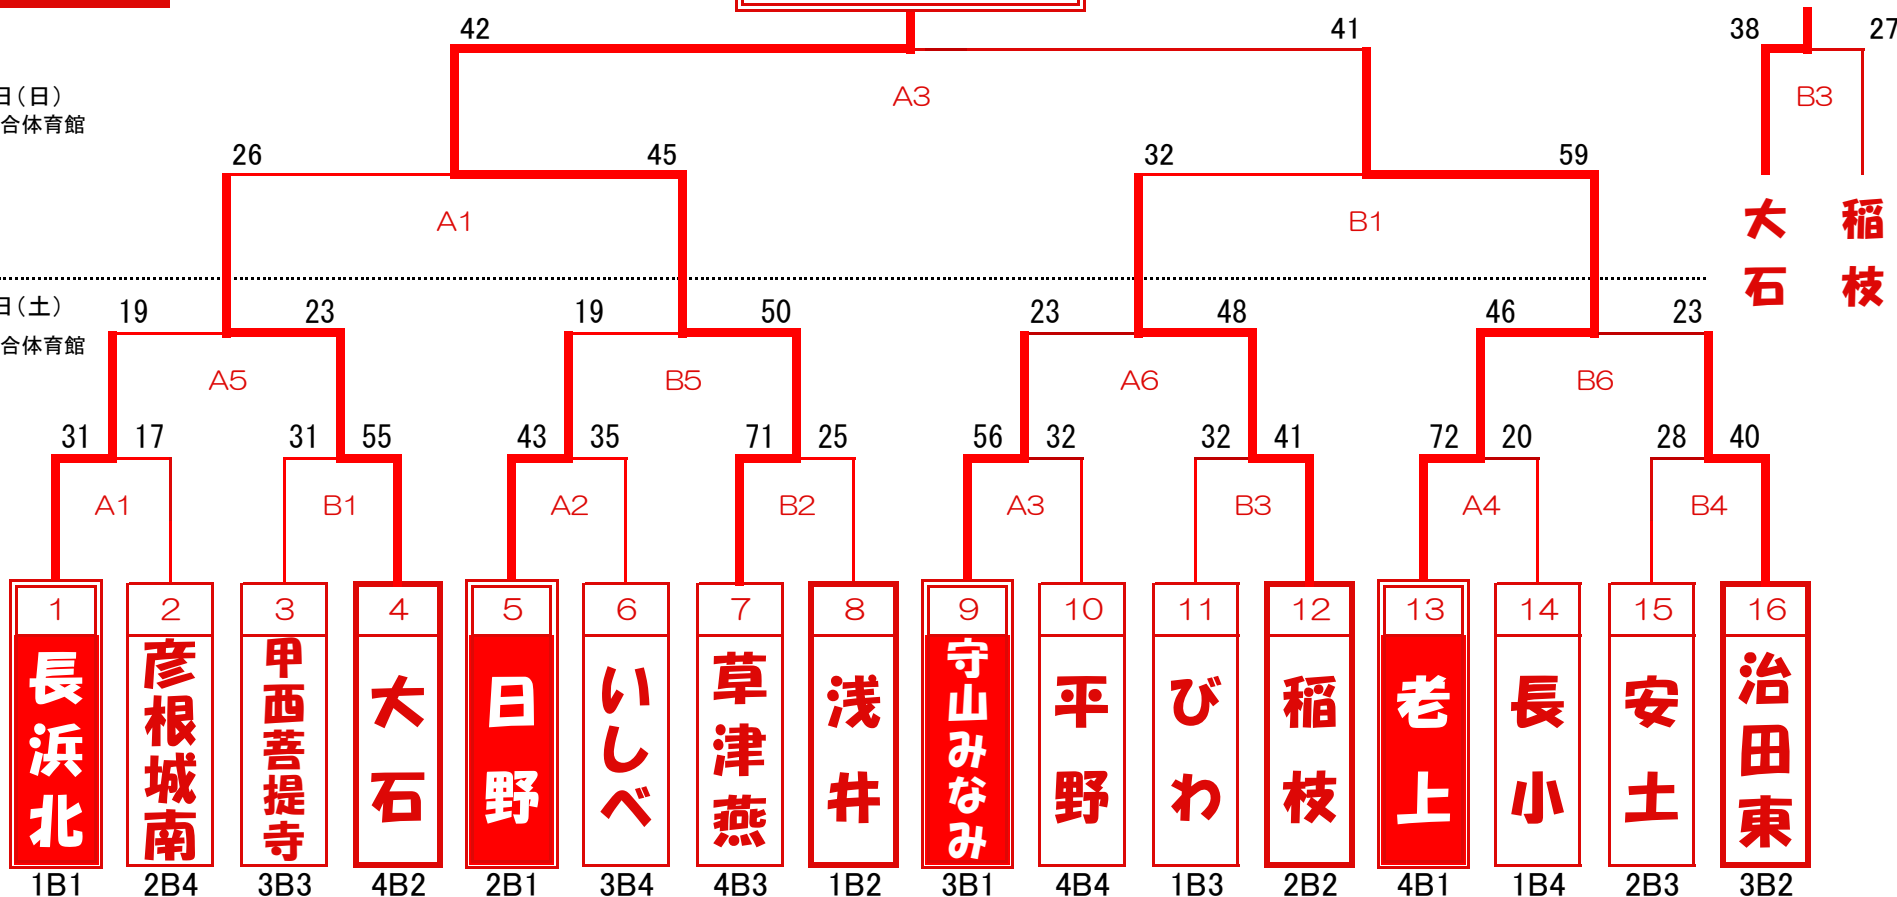 42 41 38 27
日(日)
A3 B3
合体育館
26 45 32 59
A1 B1
大石 稲枝
日(土)
19 23 19 50 23 48 46 23
合体育館
A5 B5 A6 B6
31 17 31 55 43 35 71 25 56 32 32 41 72 20 28 40
A1 B1 A2 B2 A3 B3 A4 B4
1 2 3 4 5 6 7 8 9 10 11 12 13 14 15 16
長浜北
彦根城南
甲西菩提寺
大石
日野
いしべ
草津燕
浅井
守山みなみ
平野
びわ
稲枝
老上
長小
安土
治田東
1B1 2B4 3B3 4B2 2B1 3B4 4B3 1B2 3B1 4B4 1B3 2B2 4B1 1B4 2B3 3B2